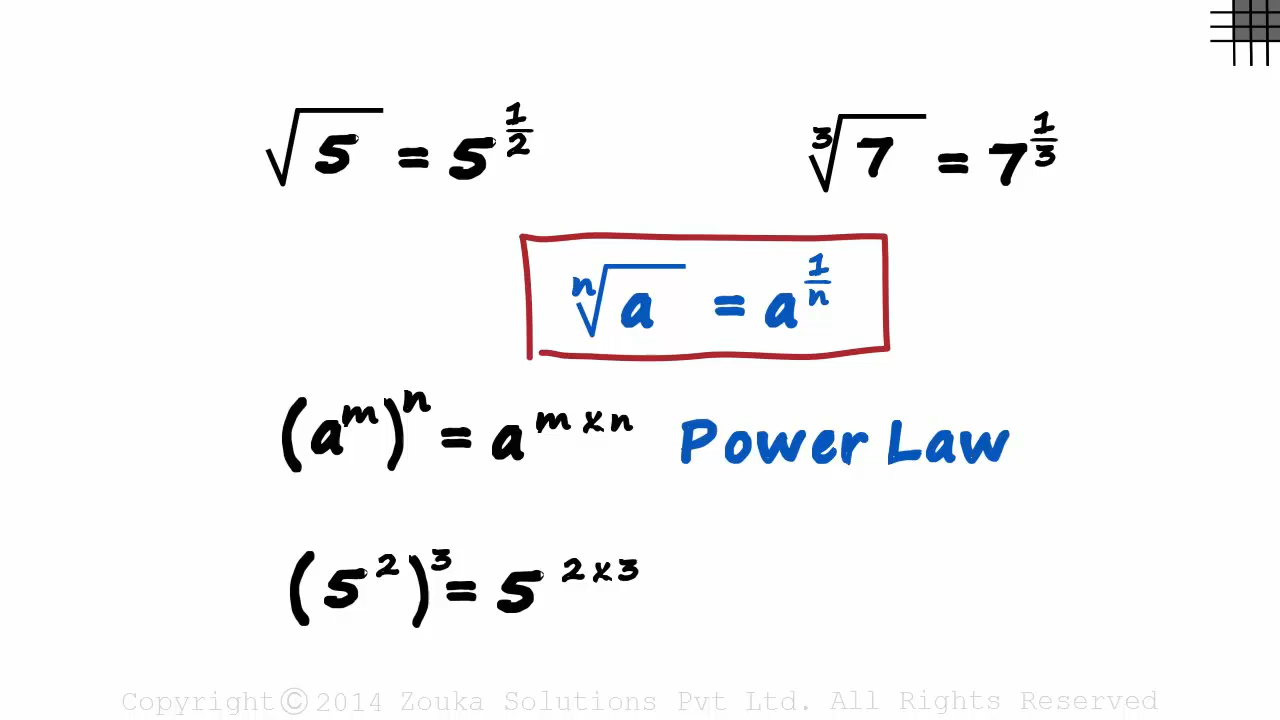 √5 = 5^(1/2)
³√7 = 7^(1/3)
ⁿ√a = a^(1/n)
(a^m)^n = a^(m×n) Power Law
(5^2)^3 = 5^(2×3)
Copyright© 2014 Zouka Solutions Pvt Ltd. All Rights Reserved